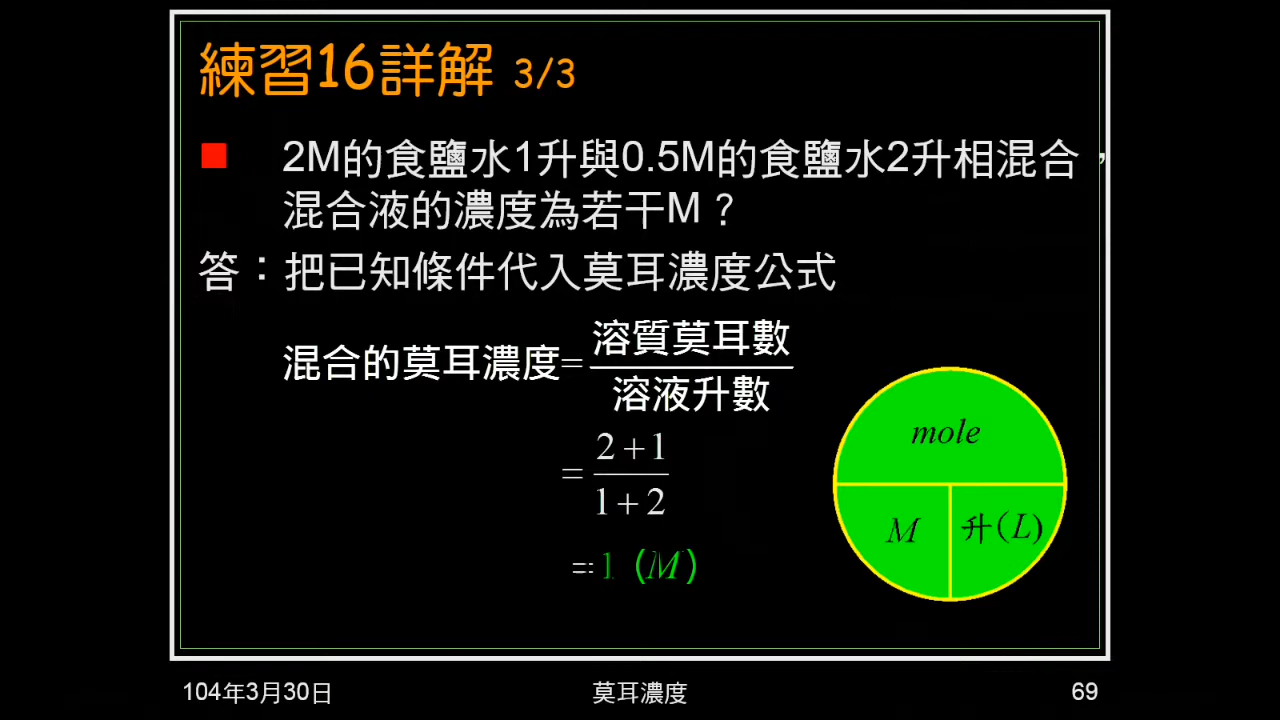 練習16詳解 3/3
2M的食鹽水1升與0.5M的食鹽水2升相混合，
混合液的濃度為若干M？
答：把已知條件代入莫耳濃度公式
混合的莫耳濃度=溶質莫耳數
溶液升數
= 2+1
1+2
=1 (M)
mole
M 升(L)
104年3月30日 莫耳濃度 69